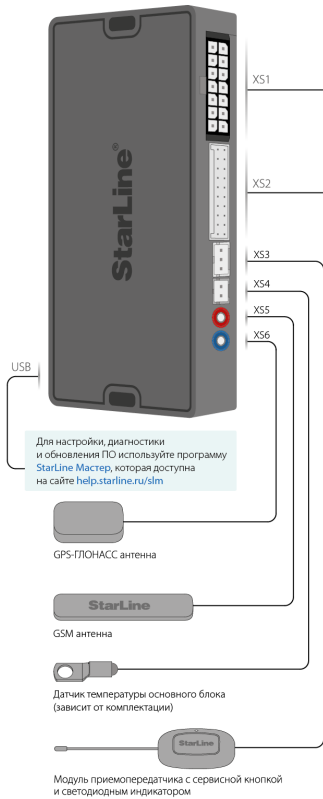 XS1
StarLine®
XS2
XS3
XS4
XS5
XS6
USB
Для настройки, диагностики
и обновления ПО используйте программу
StarLine Мастер, которая доступна
на сайте help.starline.ru/slm
GPS-ГЛОНАСС антенна
StarLine
GSM антенна
Датчик температуры основного блока
(зависит от комплектации)
StarLine
Модуль приемопередатчика с сервисной кнопкой
и светодиодным индикатором